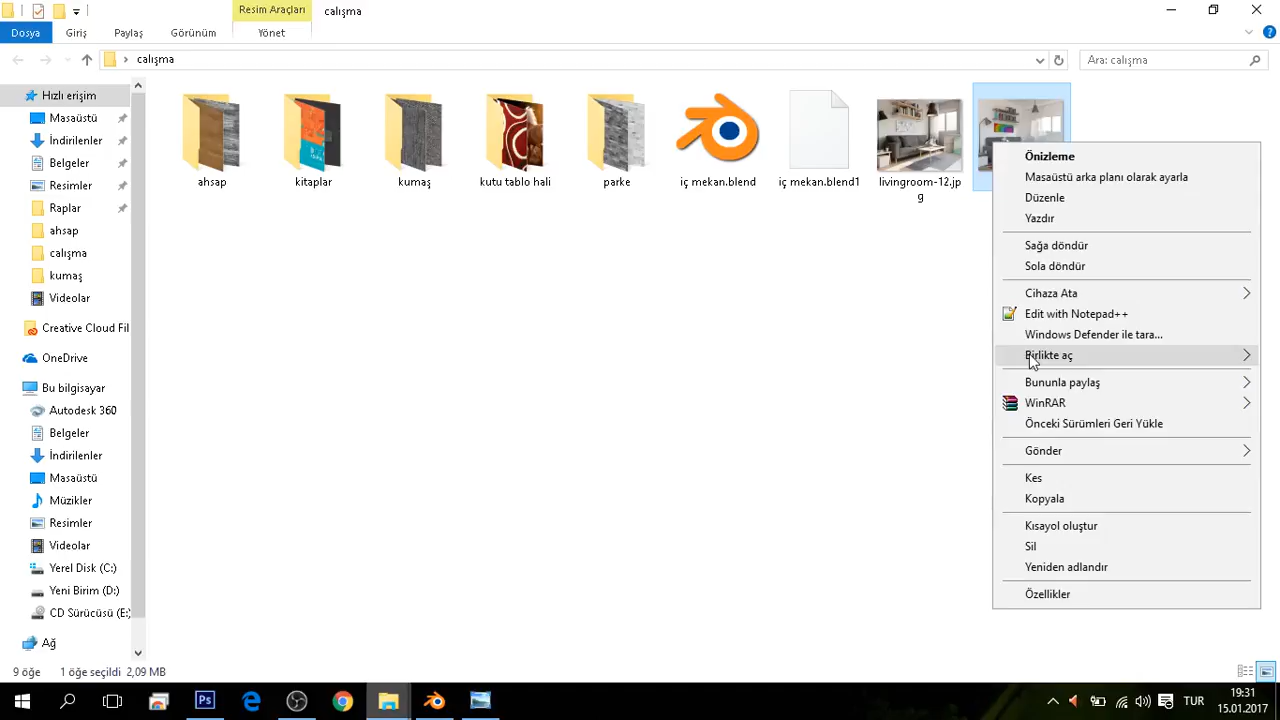 Resim Araçları
calışma
Dosya
Giriş
Paylaş
Görünüm
Yönet
calışma
Ara: calışma
Hızlı erişim
Masaüstü
İndirilenler
Belgeler
Resimler
Raplar
ahsap
calışma
kumaş
Videolar
Creative Cloud Fil
OneDrive
Bu bilgisayar
Autodesk 360
Belgeler
İndirilenler
Masaüstü
Müzikler
Resimler
Videolar
Yerel Disk (C:)
Yeni Birim (D:)
CD Sürücüsü (E:
Ağ
ahsap
kitaplar
kumaş
kutu tablo hali
parke
iç mekan.blend
iç mekan.blend1
livingroom-12.jp
g
Önizleme
Masaüstü arka planı olarak ayarla
Düzenle
Yazdır
Sağa döndür
Sola döndür
Cihaza Ata
Edit with Notepad++
Windows Defender ile tara...
Birlikte aç
Bununla paylaş
WinRAR
Önceki Sürümleri Geri Yükle
Gönder
Kes
Kopyala
Kısayol oluştur
Sil
Yeniden adlandır
Özellikler
9 öğe
1 öğe seçildi 2,09 MB
Ps
TUR
19:31
15.01.2017